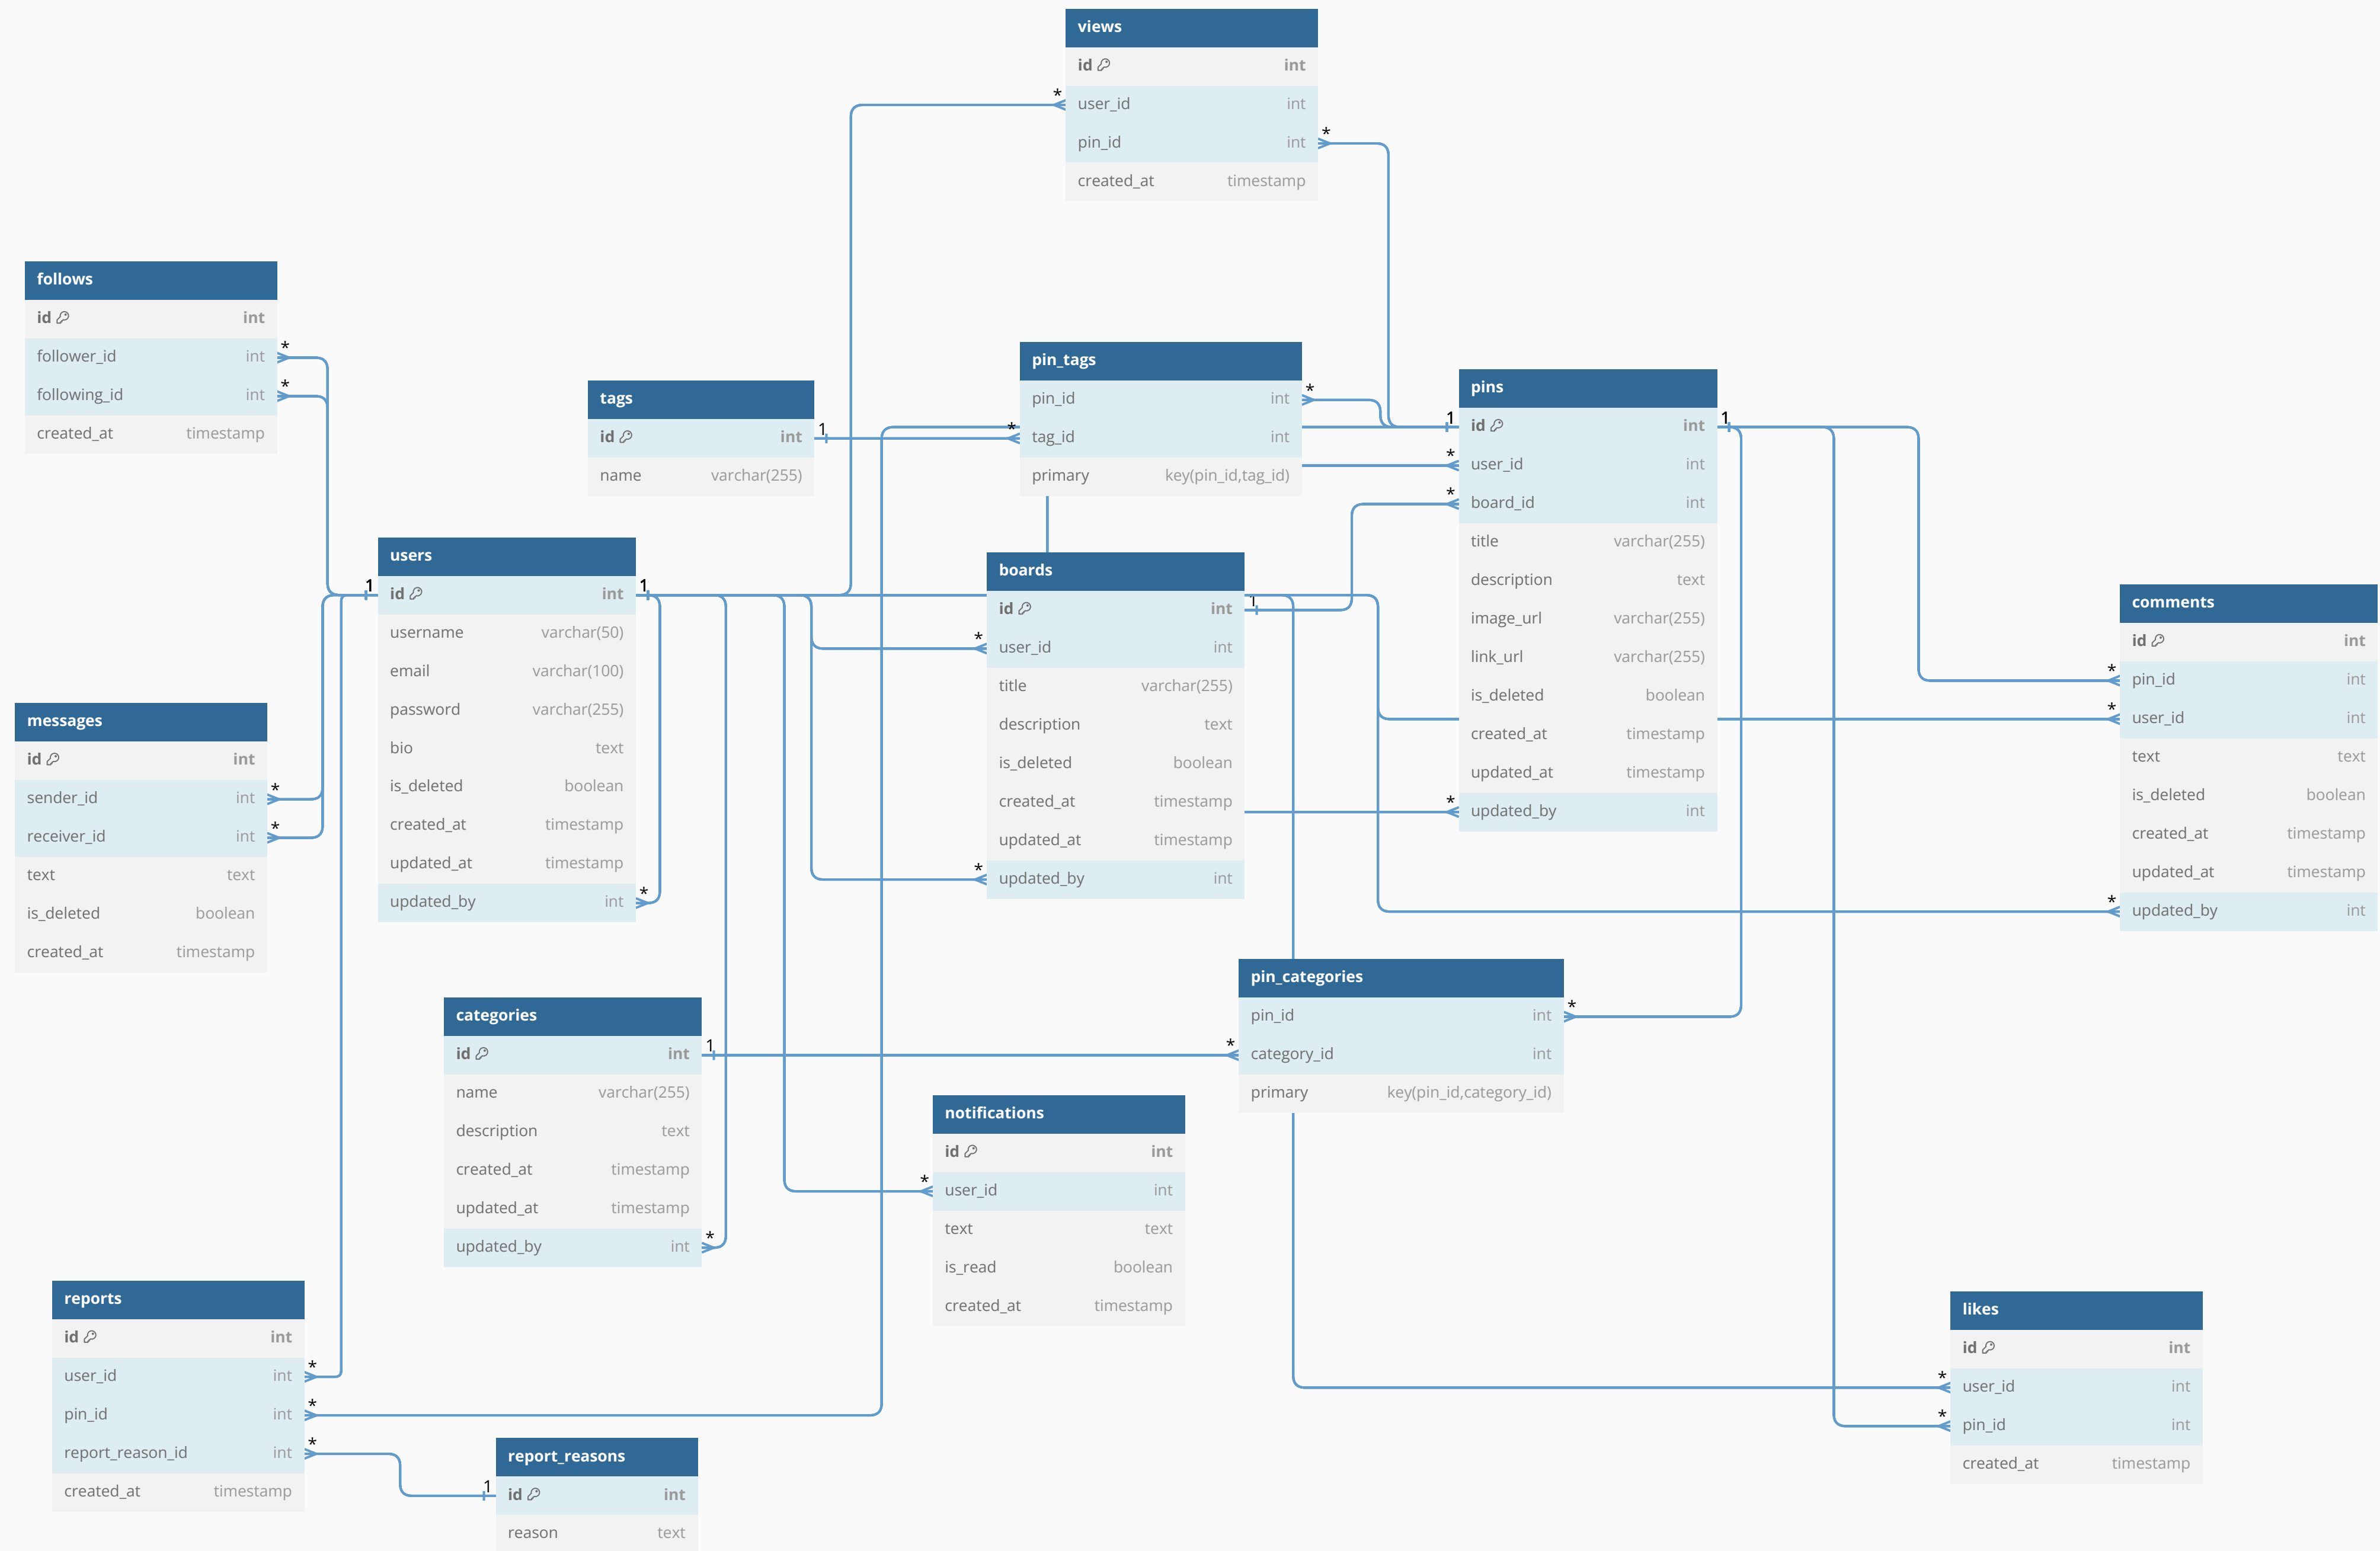 views
id int
* user_id int
pin_id int *
created_at timestamp
follows
id int
follower_id int *
following_id int *
created_at timestamp
tags
id int 1
name varchar(255)
pin_tags
pin_id int *
* tag_id int
primary key(pin_id,tag_id)
pins
1 id int 1
* user_id int
* board_id int
title varchar(255)
description text
image_url varchar(255)
link_url varchar(255)
is_deleted boolean
created_at timestamp
updated_at timestamp
* updated_by int
users
1 id int 1
username varchar(50)
email varchar(100)
password varchar(255)
bio text
is_deleted boolean
created_at timestamp
updated_at timestamp
updated_by int *
boards
id int 1
* user_id int
title varchar(255)
description text
is_deleted boolean
created_at timestamp
updated_at timestamp
* updated_by int
comments
id int
* pin_id int
* user_id int
text text
is_deleted boolean
created_at timestamp
updated_at timestamp
* updated_by int
messages
id int
sender_id int *
receiver_id int *
text text
is_deleted boolean
created_at timestamp
categories
id int 1
name varchar(255)
description text
created_at timestamp
updated_at timestamp
updated_by int *
pin_categories
pin_id int *
* category_id int
primary key(pin_id,category_id)
notifications
id int
* user_id int
text text
is_read boolean
created_at timestamp
reports
id int
user_id int *
pin_id int *
report_reason_id int *
created_at timestamp
report_reasons
1 id int
reason text
likes
id int
* user_id int
* pin_id int
created_at timestamp